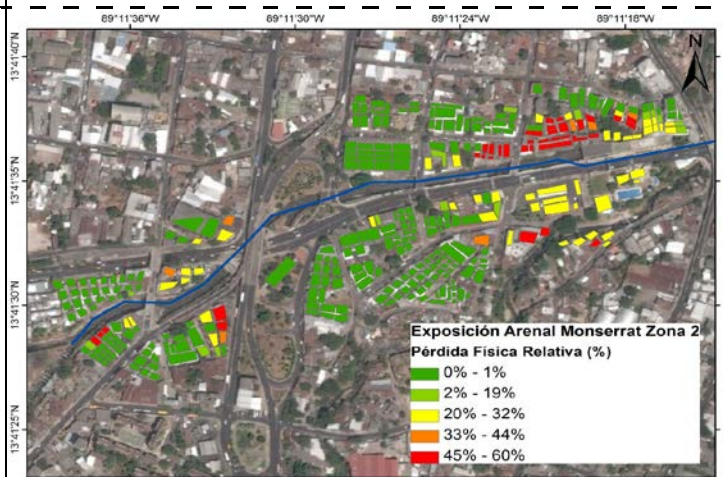 89°11'36"W 89°11'30"W 89°11'24"W 89°11'18"W
13°41'40"N
N
13°41'35"N
13°41'30"N
13°41'25"N
Exposición Arenal Monserrat Zona 2
Pérdida Física Relativa (%)
0% - 1%
2% - 19%
20% - 32%
33% - 44%
45% - 60%